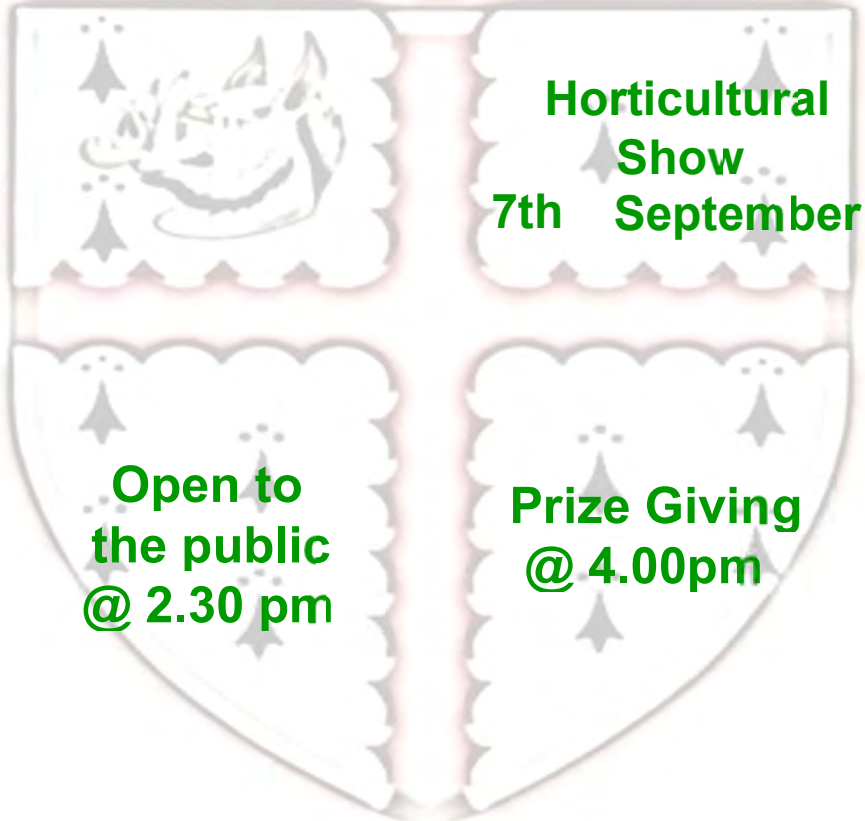 Horticultural
Show
7th September
Open to
the public
@ 2.30 pm
Prize Giving
@ 4.00pm